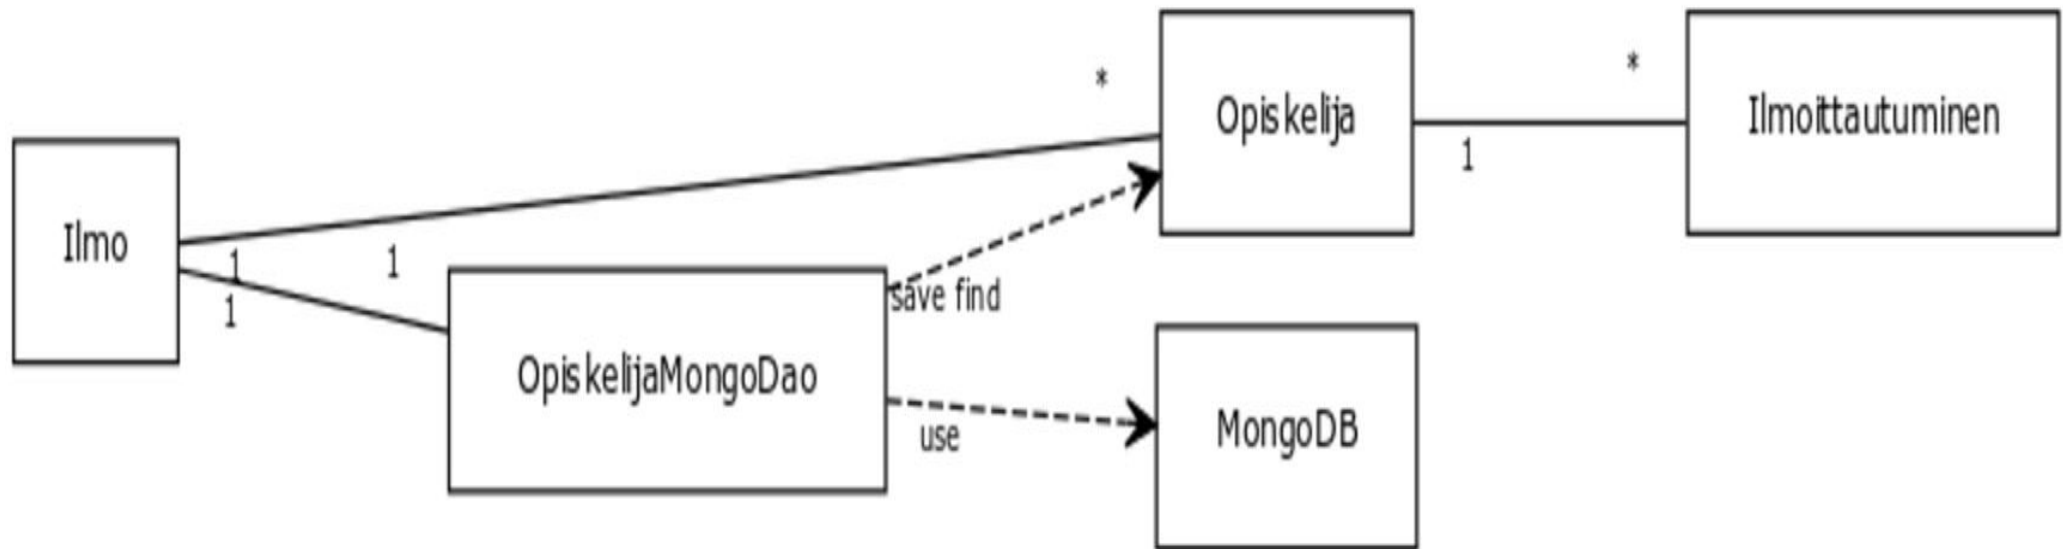 *
*
Opiskelija
Ilmoittautuminen
1
Ilmo
1
1
1
save find
OpiskelijaMongoDao
use
MongoDB